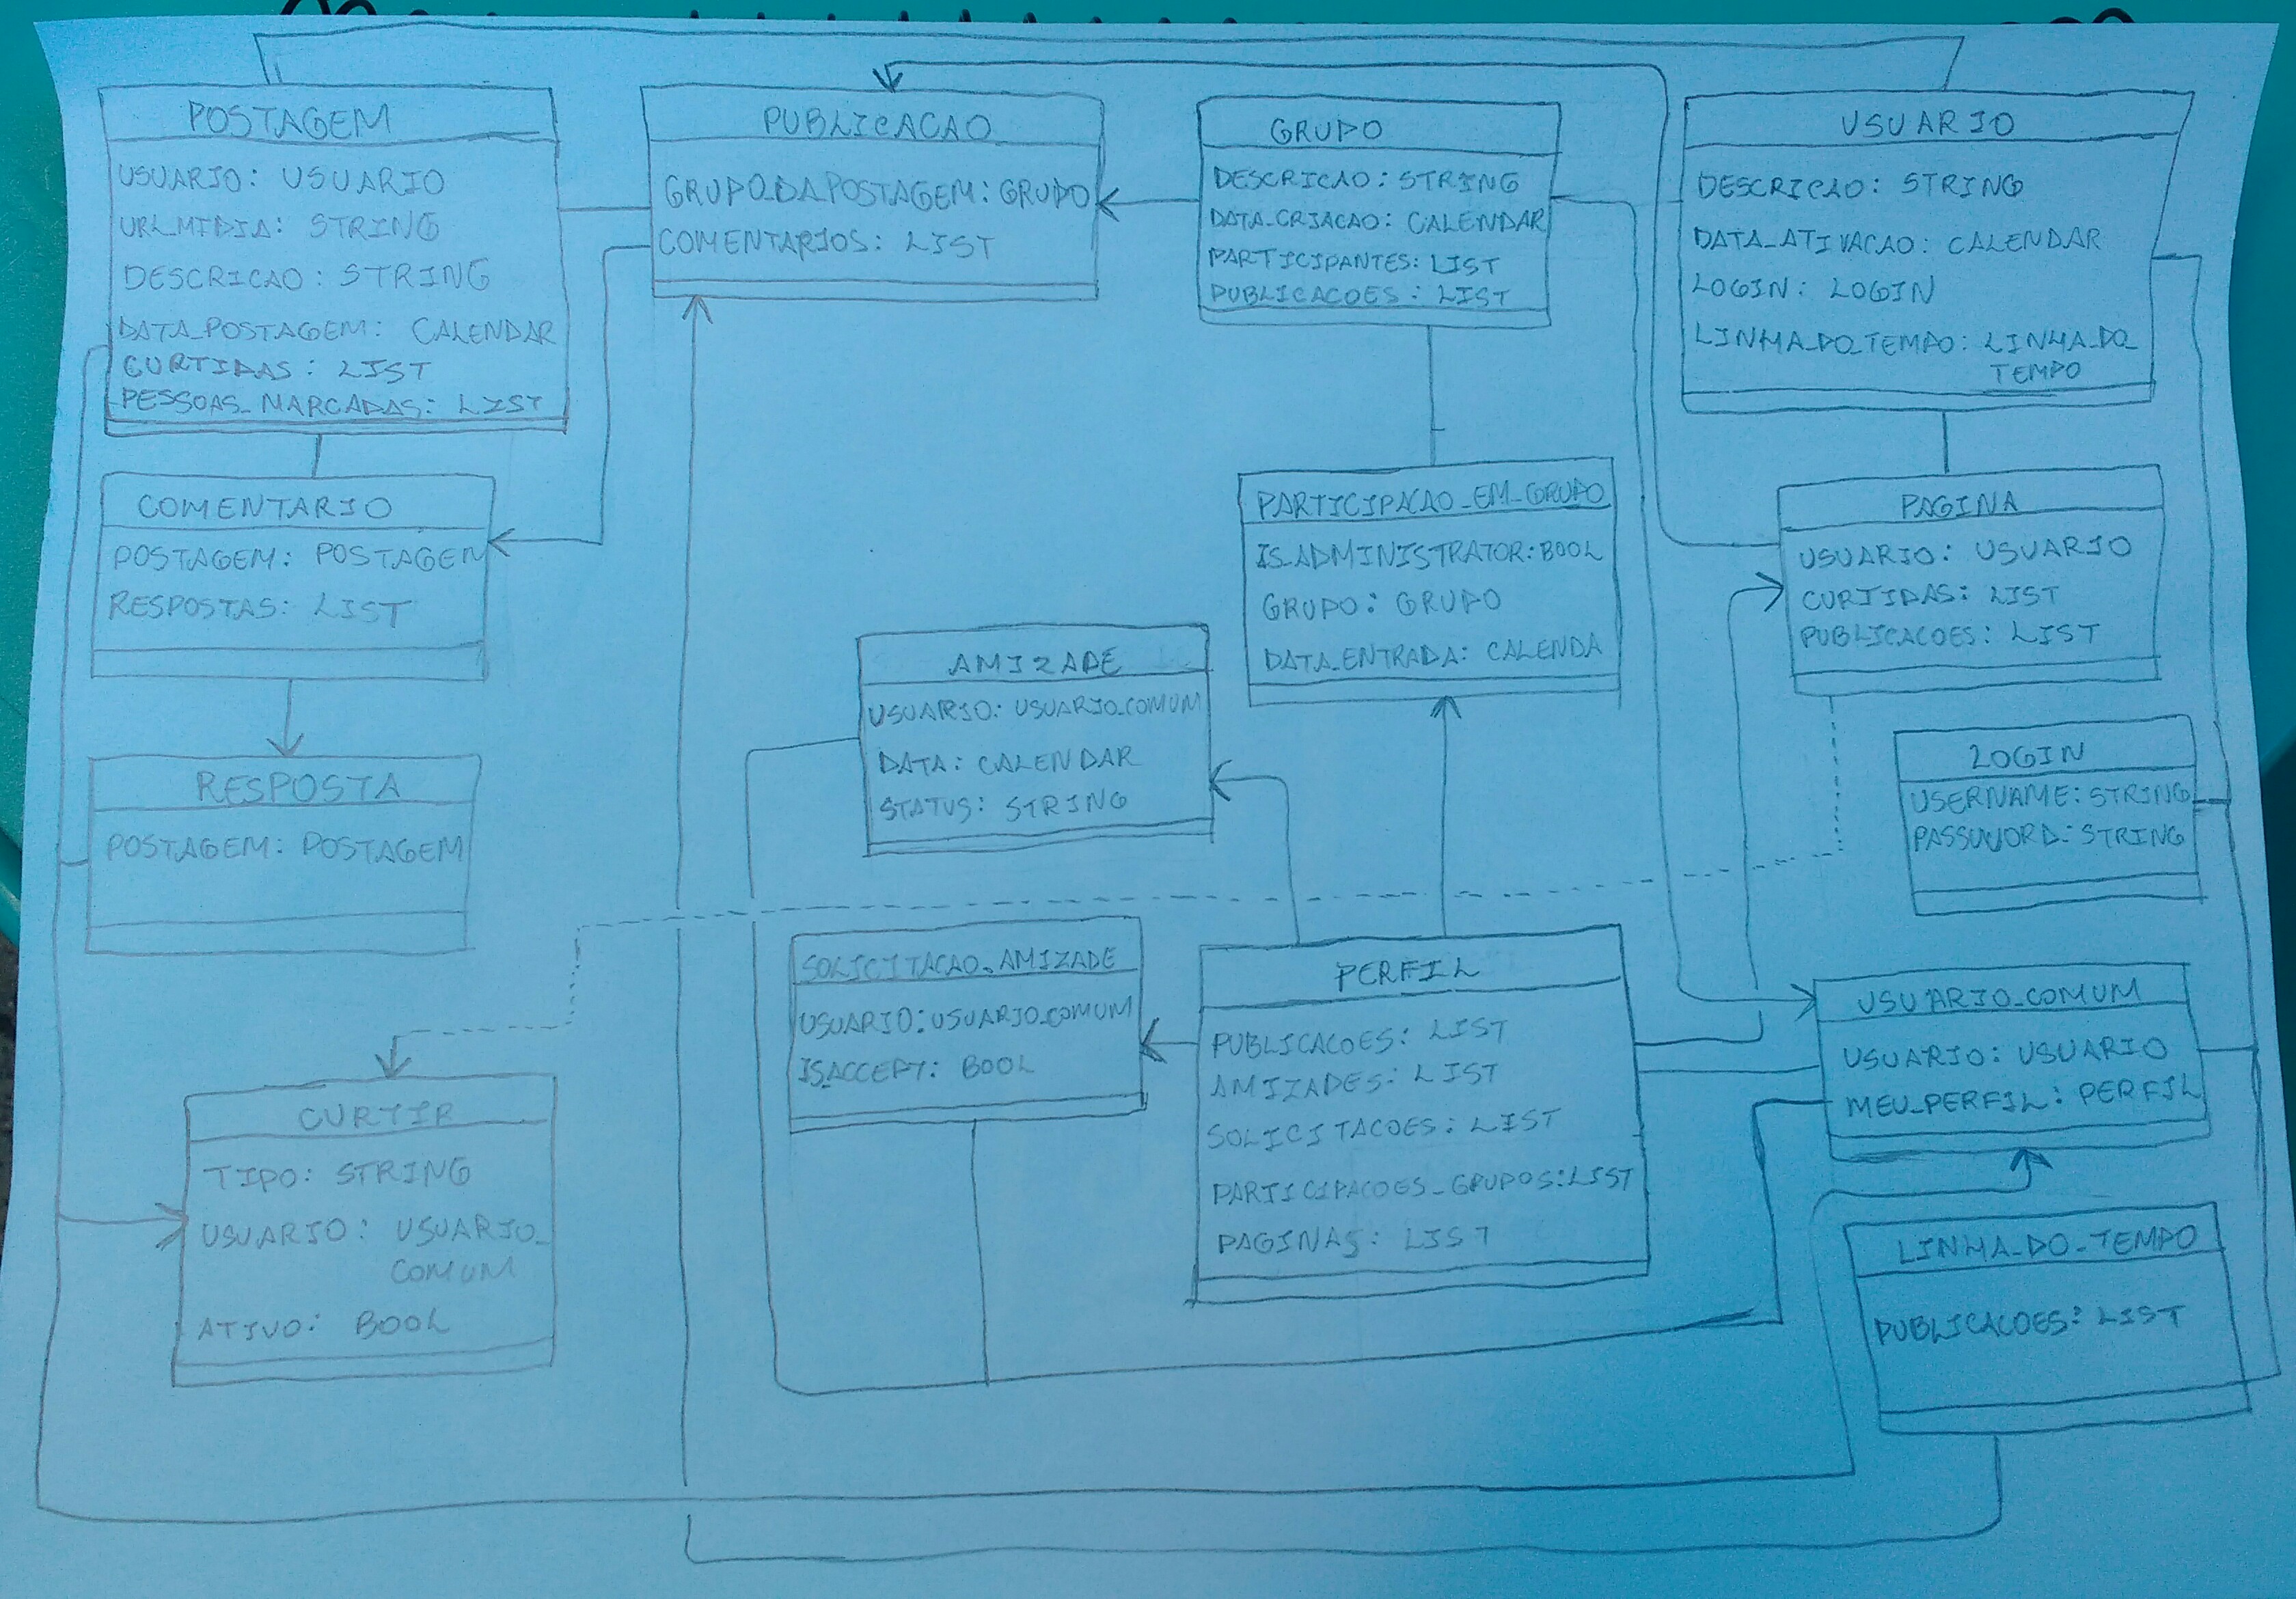 POSTAGEM
USUARIO: USUARIO
URL_MIDIA: STRING
DESCRICAO: STRING
DATA_POSTAGEM: CALENDAR
CURTIDAS: LIST
PESSOAS_MARCADAS: LIST
PUBLICACAO
GRUPO_DA_POSTAGEM: GRUPO
COMENTARIOS: LIST
GRUPO
DESCRICAO: STRING
DATA_CRIACAO: CALENDAR
PARTICIPANTES: LIST
PUBLICACOES: LIST
USUARIO
DESCRICAO: STRING
DATA_ATIVACAO: CALENDAR
LOGIN: LOGIN
LINHA_DO_TEMPO: LINHA_DO_
TEMPO
COMENTARIO
POSTAGEM: POSTAGEM
RESPOSTAS: LIST
PARTICIPACAO_EM_GRUPO
IS_ADMINISTRATOR: BOOL
GRUPO: GRUPO
DATA_ENTRADA: CALENDA
PAGINA
USUARIO: USUARIO
CURTIDAS: LIST
PUBLICACOES: LIST
AMIZADE
USUARIO: USUARIO_COMUM
DATA: CALENDAR
STATUS: STRING
LOGIN
USERNAME: STRING
PASSWORD: STRING
RESPOSTA
POSTAGEM: POSTAGEM
SOLICITACAO_AMIZADE
USUARIO: USUARIO_COMUM
IS_ACCEPT: BOOL
PERFIL
PUBLICACOES: LIST
AMIZADES: LIST
SOLICITACOES: LIST
PARTICIPACOES_GRUPOS: LIST
PAGINAS: LIST
USUARIO_COMUM
USUARIO: USUARIO
MEU_PERFIL: PERFIL
CURTIR
TIPO: STRING
USUARIO: USUARIO_
COMUM
ATIVO: BOOL
LINHA_DO_TEMPO
PUBLICACOES: LIST